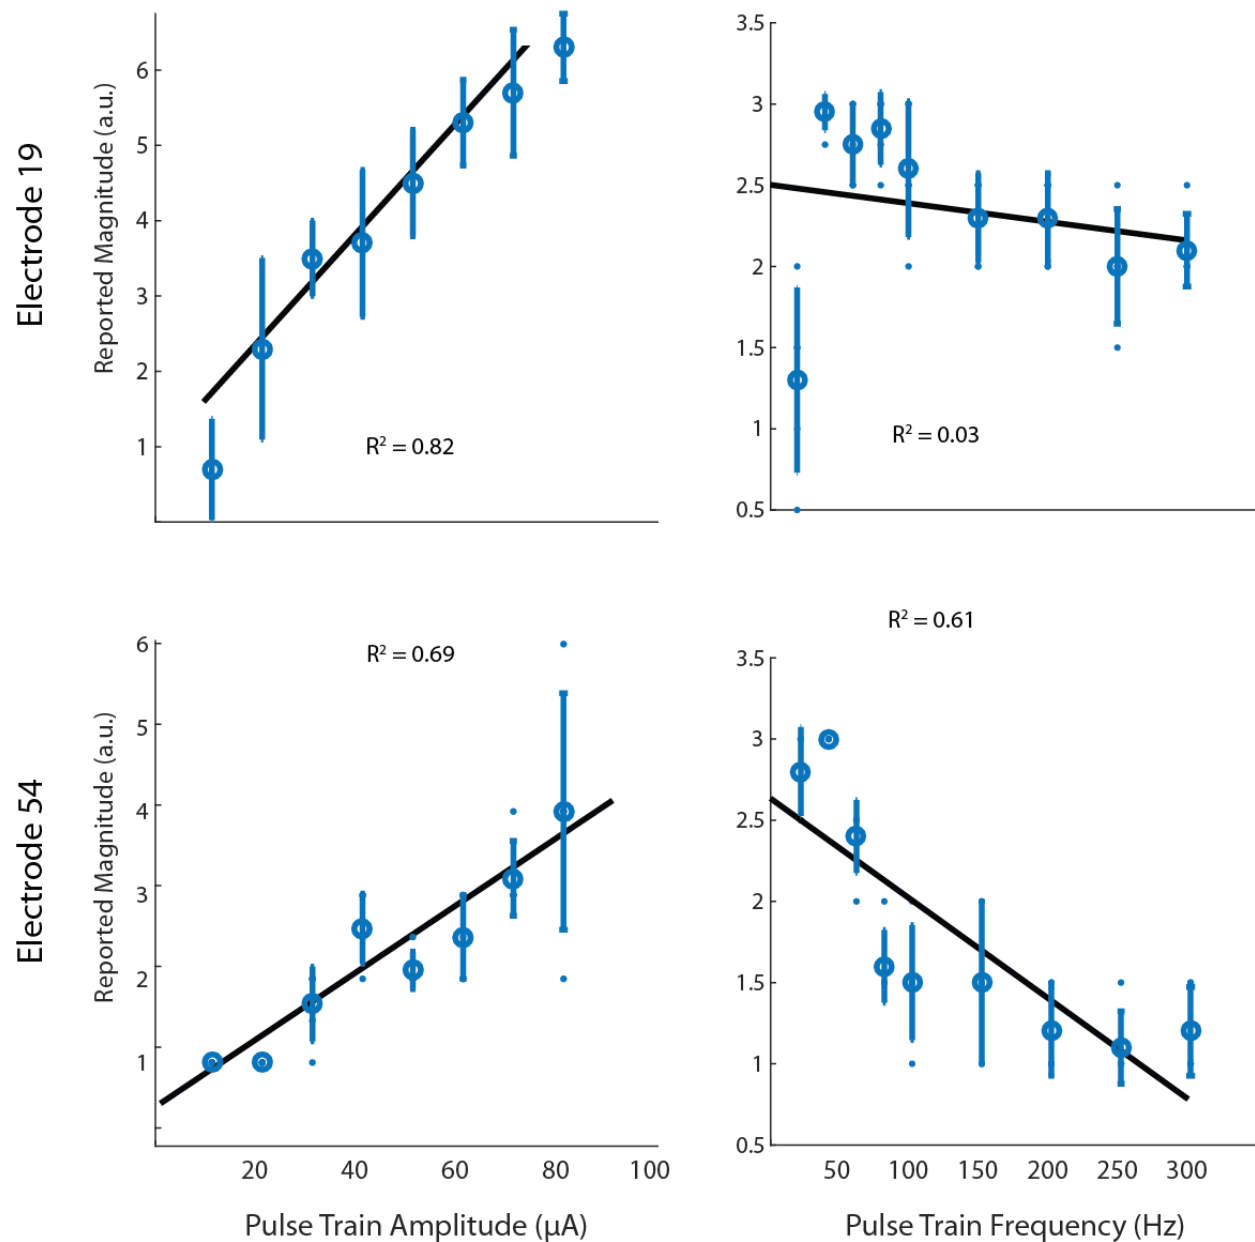 Electrode 19
Reported Magnitude (a.u.)
6
5
4
3
2
1
R² = 0.82
3.5
3
2.5
2
1.5
1
0.5
R² = 0.03
Electrode 54
Reported Magnitude (a.u.)
6
5
4
3
2
1
R² = 0.69
20 40 60 80 100
Pulse Train Amplitude (µA)
R² = 0.61
3.5
3
2.5
2
1.5
1
0.5
50 100 150 200 250 300
Pulse Train Frequency (Hz)